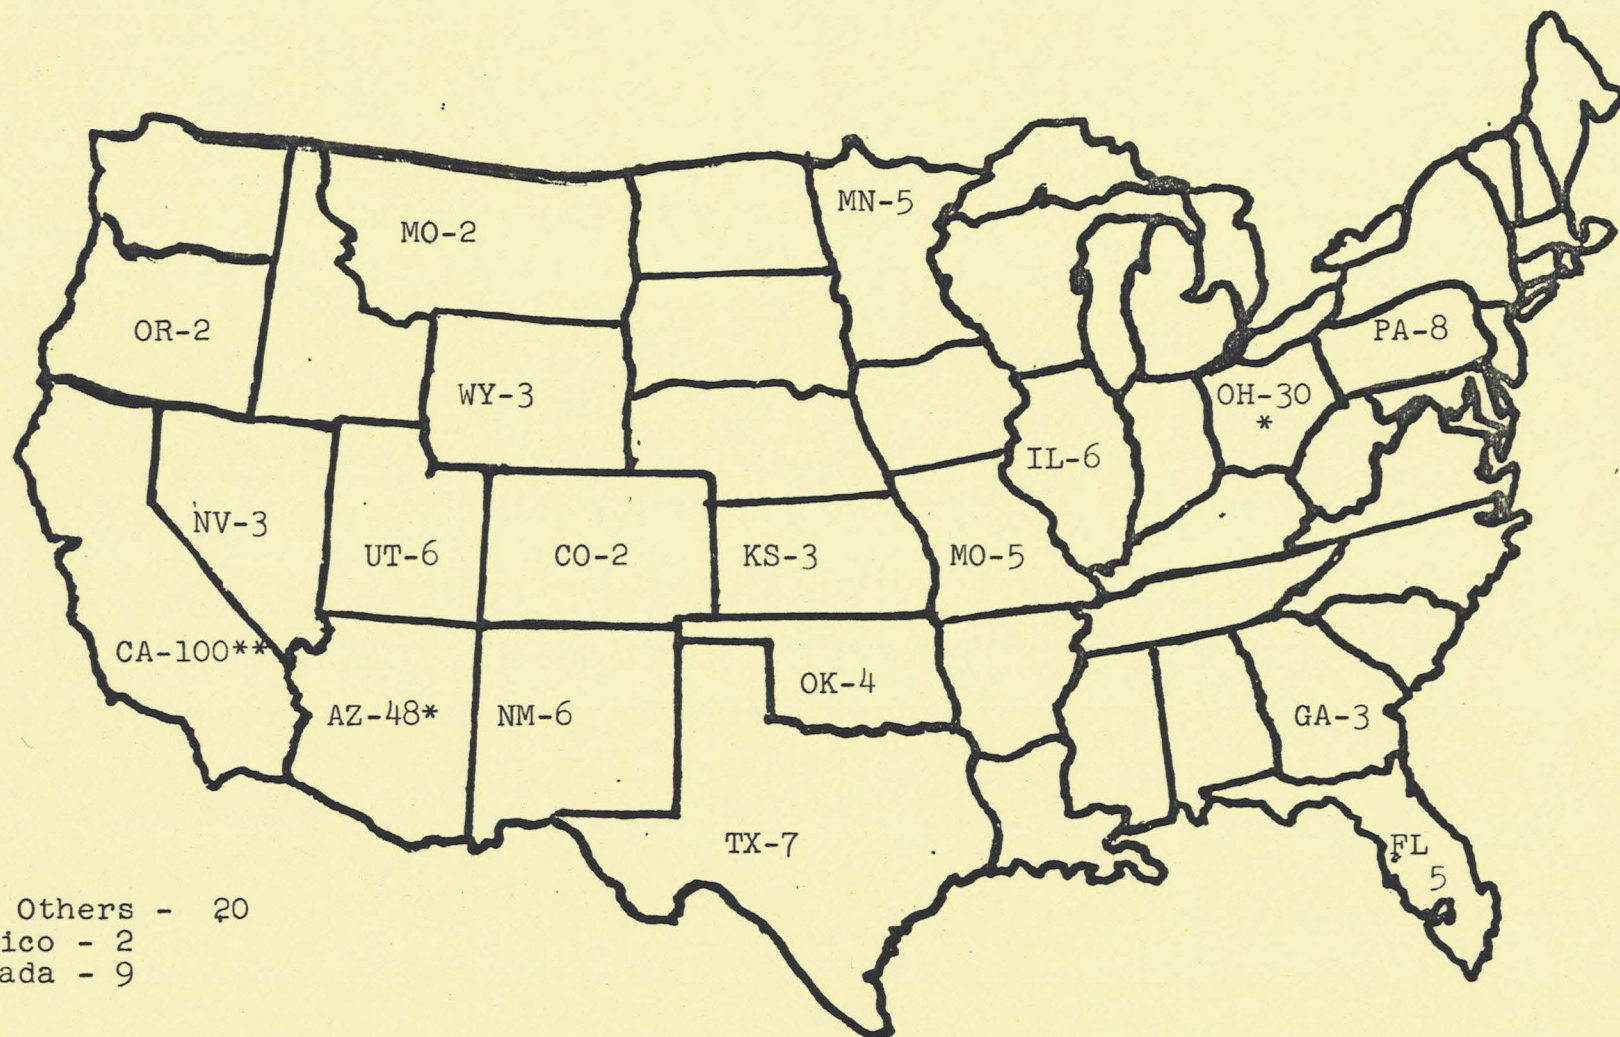 MN-5
MO-2
OR-2
PA-8
WY-3
OH-30
*
IL-6
NV-3
UT-6
CO-2
KS-3
MO-5
CA-100**
AZ-48*
NM-6
OK-4
GA-3
TX-7
FL
5
Others - 20
ico - 2
ada - 9